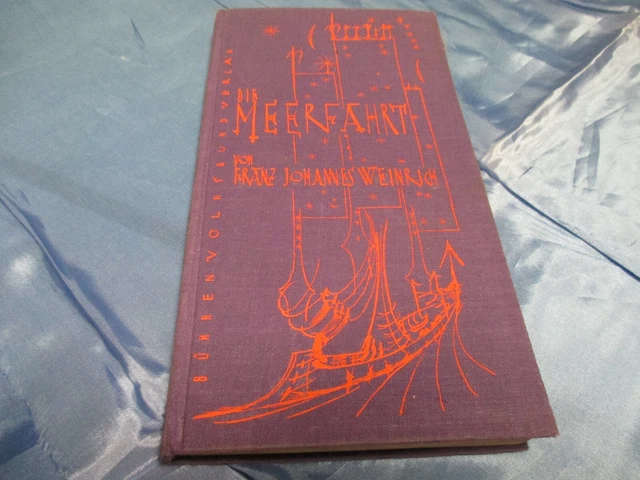 DIE
MEERFAHRT
VON
FRANZ JOHANNES WEINRICH
BÜHNENVOLKSBUNDVERLAG